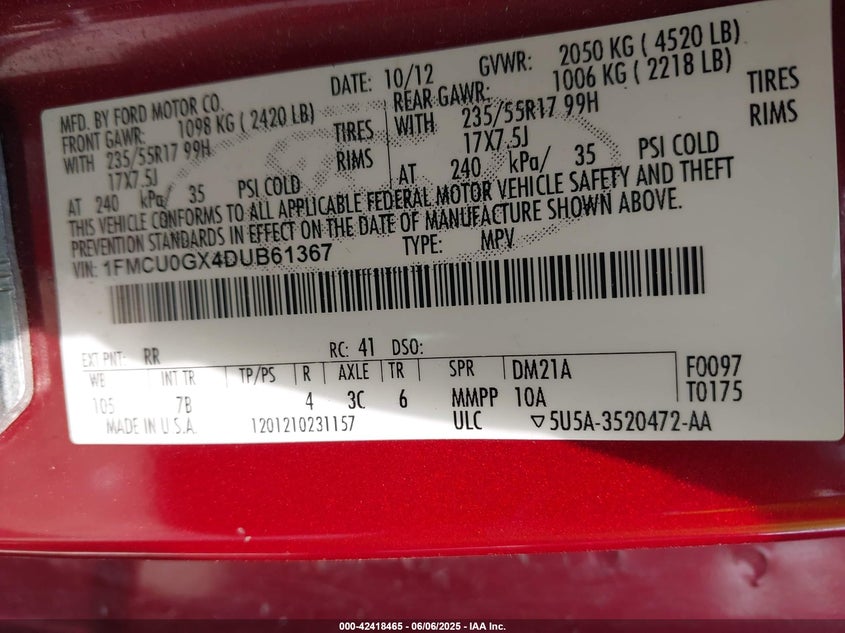 MFD. BY FORD MOTOR CO. DATE: 10/12 GVWR: 2050 KG ( 4520 LB)
FRONT GAWR: 1098 KG ( 2420 LB) REAR GAWR: 1006 KG ( 2218 LB)
WITH 235/55R17 99H TIRES WITH 235/55R17 99H TIRES
17X7.5J RIMS 17X7.5J RIMS
AT 240 kPa/ 35 PSI COLD AT 240 kPa/ 35 PSI COLD
THIS VEHICLE CONFORMS TO ALL APPLICABLE FEDERAL MOTOR VEHICLE SAFETY AND THEFT
PREVENTION STANDARDS IN EFFECT ON THE DATE OF MANUFACTURE SHOWN ABOVE.
VIN: 1FMCU0GX4DUB61367 TYPE: MPV
EXT PNT: RR RC: 41 DSO:
WB INT TR TP/PS R AXLE TR SPR DM21A F0097
105 7B 4 3C 6 MMPP 10A T0175
MADE IN U.S.A. 1201210231157 ULC ▽5U5A-3520472-AA
000-42418465 - 06/06/2025 - IAA Inc.